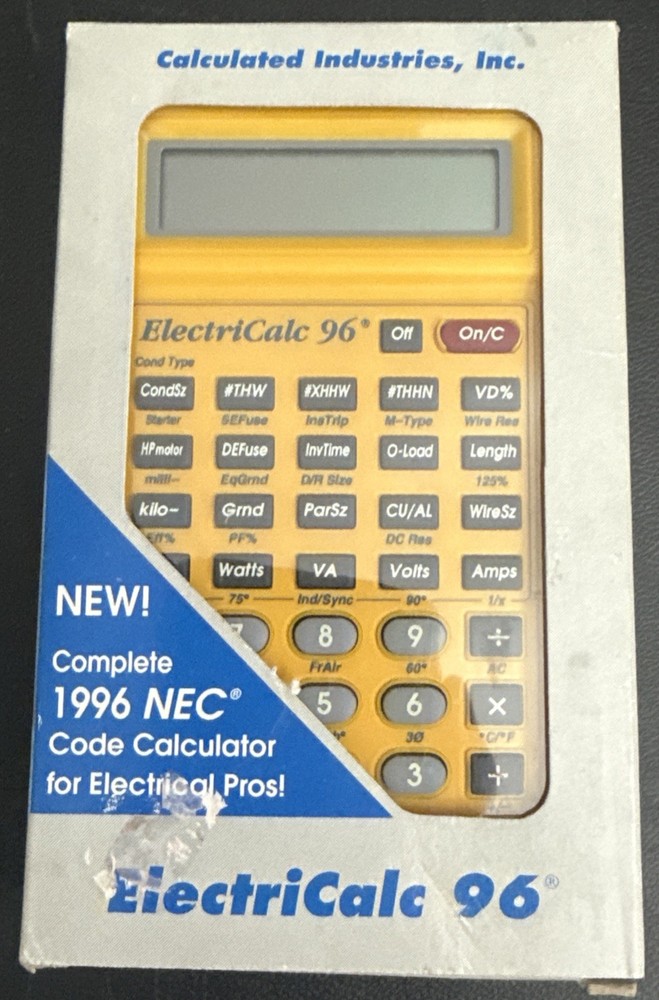 Calculated Industries, Inc.
ElectriCalc 96® Off On/C
Cond Type
CondSz #THW #XHHW #THHN VD%
Starter SEFuse InsTrip M-Type Wire Res
HPmotor DEFuse InvTime O-Load Length
milli- EqGrnd D/R Size 125%
kilo- Grnd ParSz CU/AL WireSz
Eff% PF% DC Res
Watts VA Volts Amps
75° Ind/Sync 90° 1/x
7 8 9 ÷
FrAir 60° AC
5 6 ×
3Ø °C/°F
3
NEW!
Complete
1996 NEC®
Code Calculator
for Electrical Pros!
ElectriCalc 96®